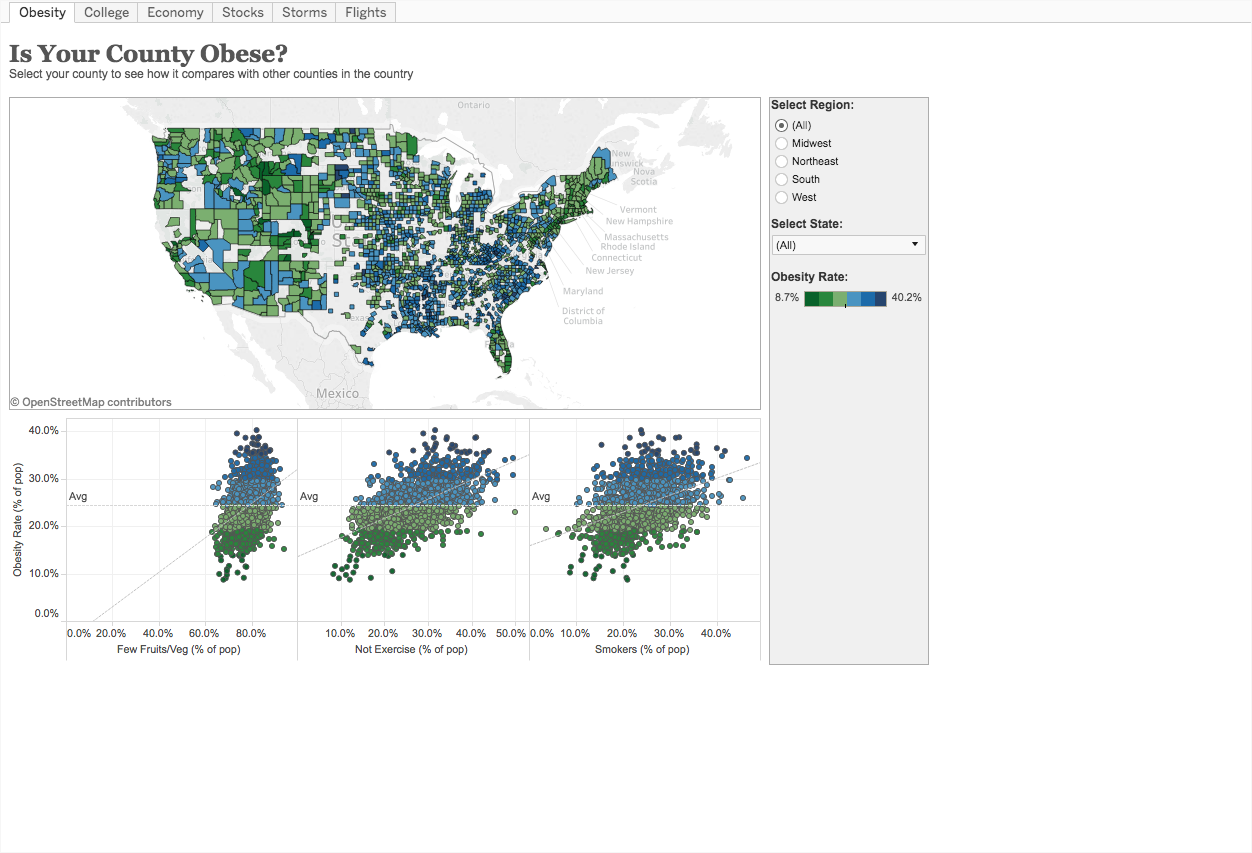 Obesity College Economy Stocks Storms Flights
Is Your County Obese?
Select your county to see how it compares with other counties in the country
Ontario
New
Nova
Scotia
Vermont
New Hampshire
Massachusetts
Rhode Island
Connecticut
New Jersey
Maryland
District of
Columbia
Mexico
© OpenStreetMap contributors
Select Region:
(All)
Midwest
Northeast
South
West
Select State:
(All)
Obesity Rate:
8.7% 40.2%
Obesity Rate (% of pop)
40.0%
30.0%
20.0%
10.0%
0.0%
Avg Avg Avg
0.0% 20.0% 40.0% 60.0% 80.0% 10.0% 20.0% 30.0% 40.0% 50.0% 0.0% 10.0% 20.0% 30.0% 40.0%
Few Fruits/Veg (% of pop) Not Exercise (% of pop) Smokers (% of pop)